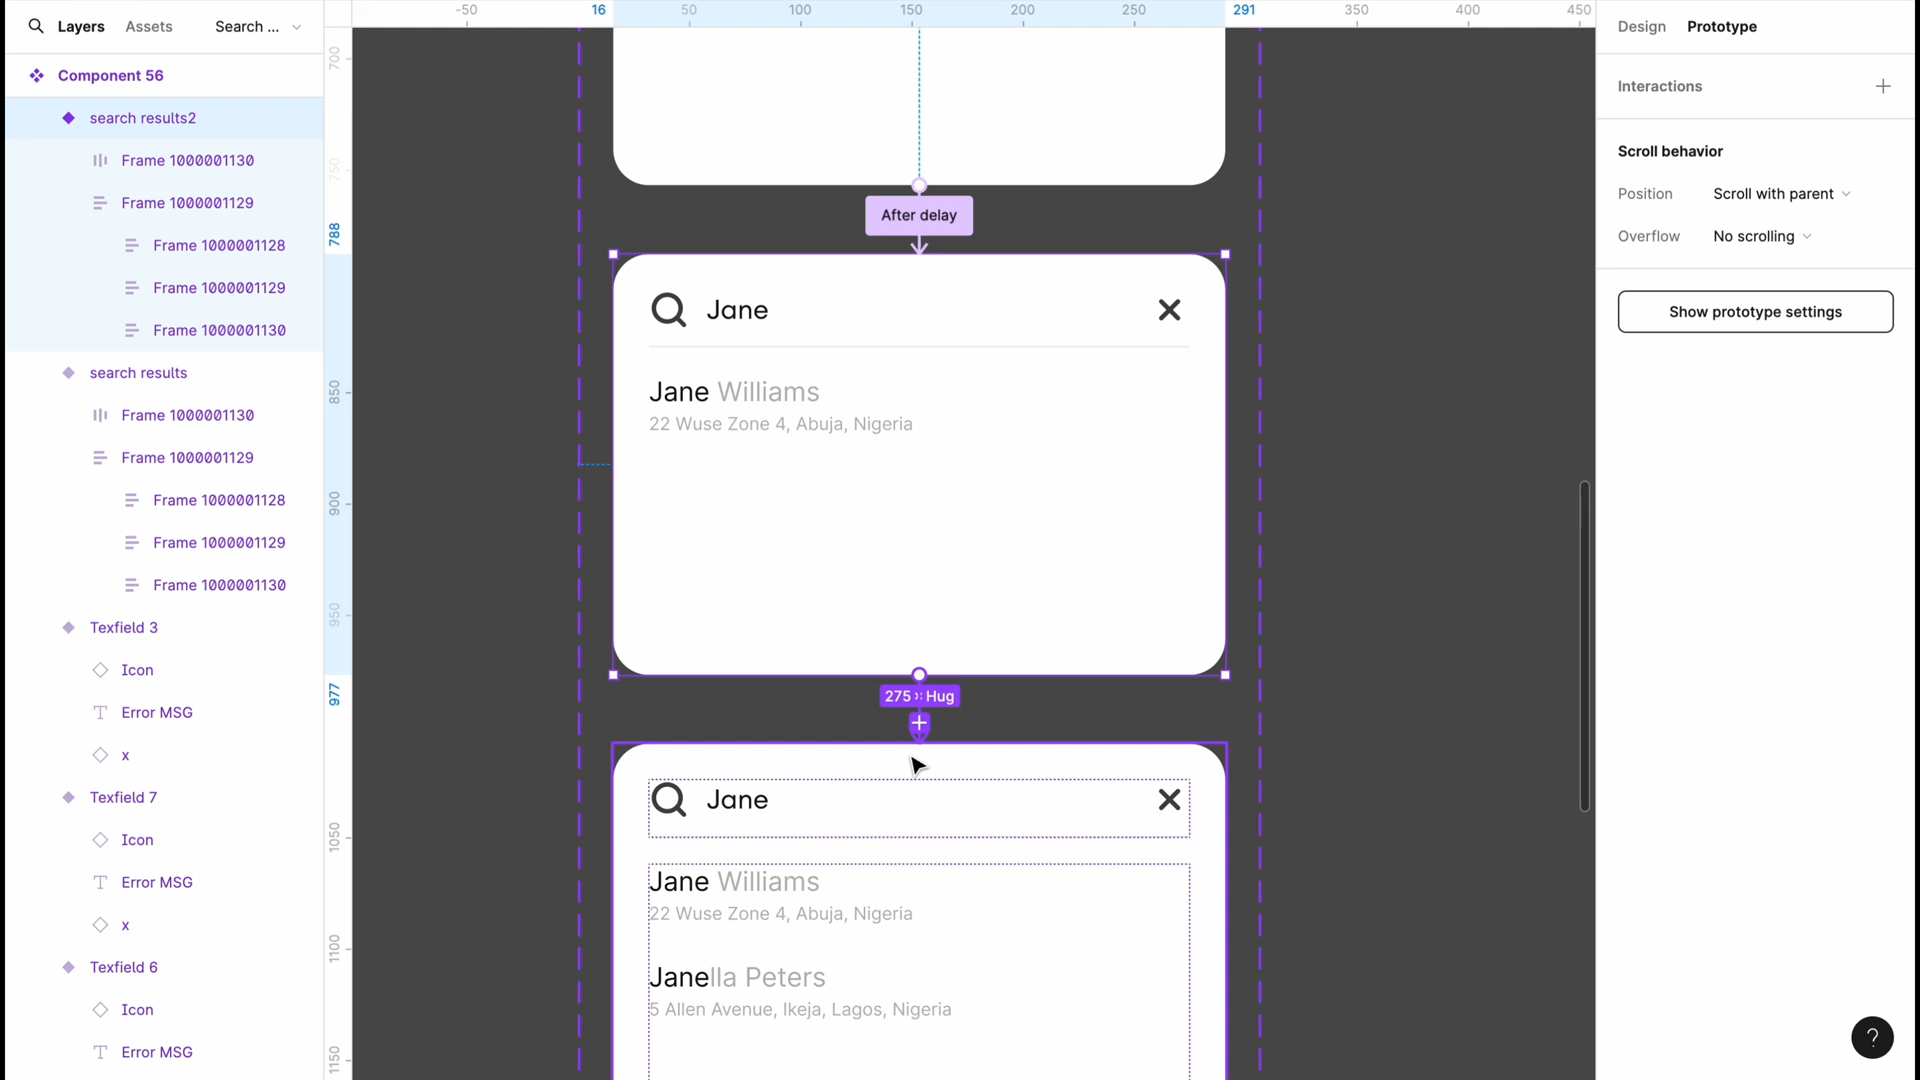 Layers
Assets
Search ...
Component 56
search results2
Frame 1000001130
Frame 1000001129
Frame 1000001128
Frame 1000001129
Frame 1000001130
search results
Frame 1000001130
Frame 1000001129
Frame 1000001128
Frame 1000001129
Frame 1000001130
Texfield 3
Icon
Error MSG
x
Texfield 7
Icon
Error MSG
x
Texfield 6
Icon
Error MSG
-50
16
50
100
150
200
250
291
350
400
450
700
750
788
850
900
950
977
1050
1100
1150
After delay
Jane
Jane Williams
22 Wuse Zone 4, Abuja, Nigeria
Jane
Jane Williams
22 Wuse Zone 4, Abuja, Nigeria
Janella Peters
5 Allen Avenue, Ikeja, Lagos, Nigeria
Design
Prototype
Interactions
Scroll behavior
Position
Scroll with parent
Overflow
No scrolling
Show prototype settings
?